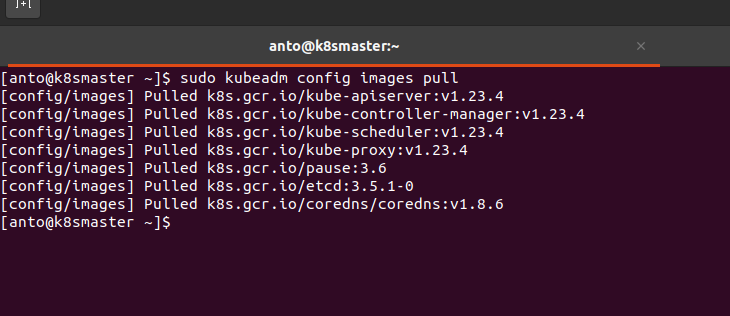 anto@k8smaster:~
[anto@k8smaster ~]$ sudo kubeadm config images pull
[config/images] Pulled k8s.gcr.io/kube-apiserver:v1.23.4
[config/images] Pulled k8s.gcr.io/kube-controller-manager:v1.23.4
[config/images] Pulled k8s.gcr.io/kube-scheduler:v1.23.4
[config/images] Pulled k8s.gcr.io/kube-proxy:v1.23.4
[config/images] Pulled k8s.gcr.io/pause:3.6
[config/images] Pulled k8s.gcr.io/etcd:3.5.1-0
[config/images] Pulled k8s.gcr.io/coredns/coredns:v1.8.6
[anto@k8smaster ~]$